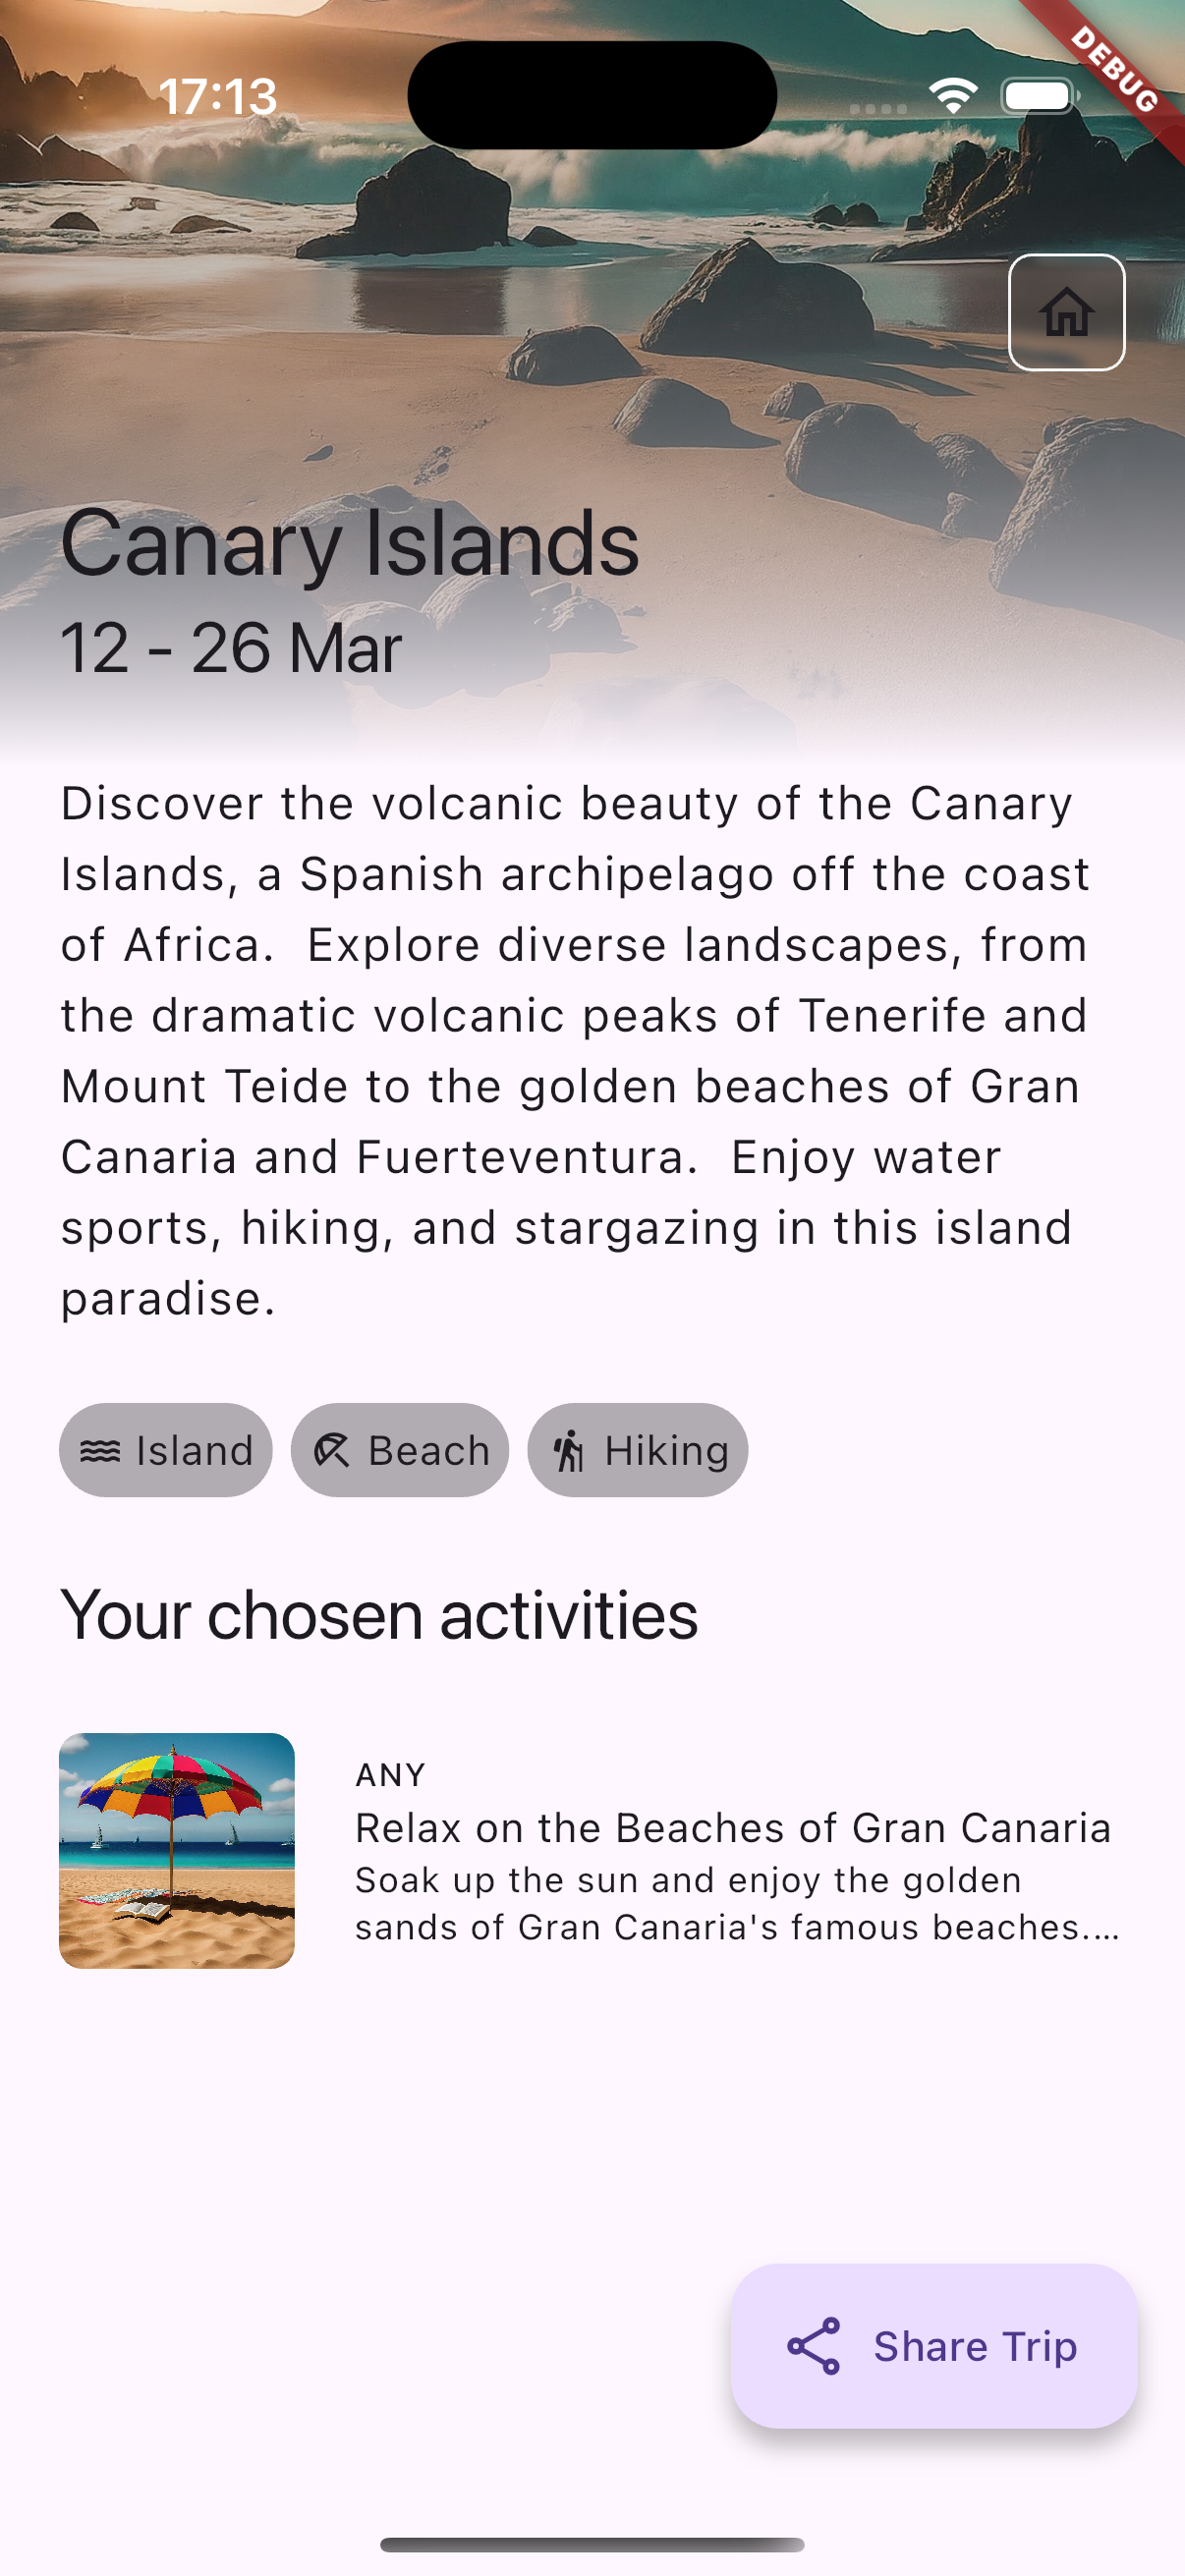 17:13
DEBUG
Canary Islands
12 - 26 Mar
Discover the volcanic beauty of the Canary
Islands, a Spanish archipelago off the coast
of Africa.  Explore diverse landscapes, from
the dramatic volcanic peaks of Tenerife and
Mount Teide to the golden beaches of Gran
Canaria and Fuerteventura.  Enjoy water
sports, hiking, and stargazing in this island
paradise.
Island
Beach
Hiking
Your chosen activities
ANY
Relax on the Beaches of Gran Canaria
Soak up the sun and enjoy the golden
sands of Gran Canaria's famous beaches.…
Share Trip